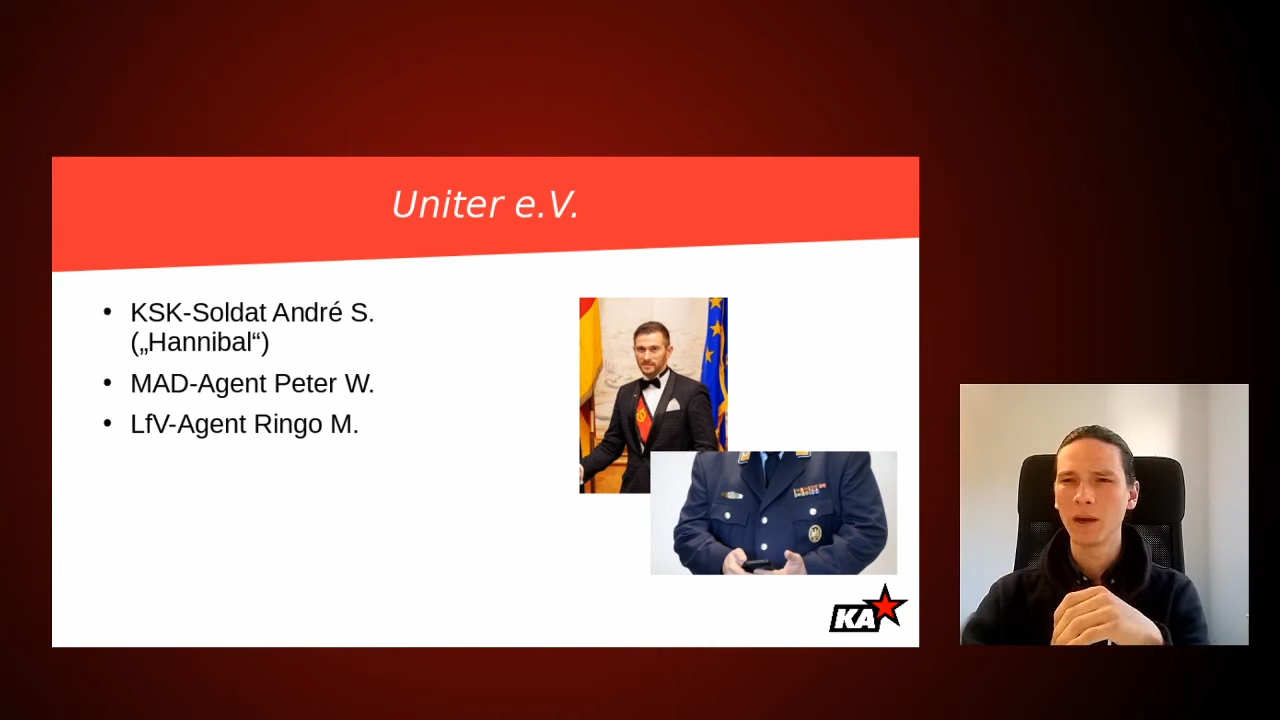 Uniter e.V.
• KSK-Soldat André S.
(„Hannibal“)
• MAD-Agent Peter W.
• LfV-Agent Ringo M.
KA